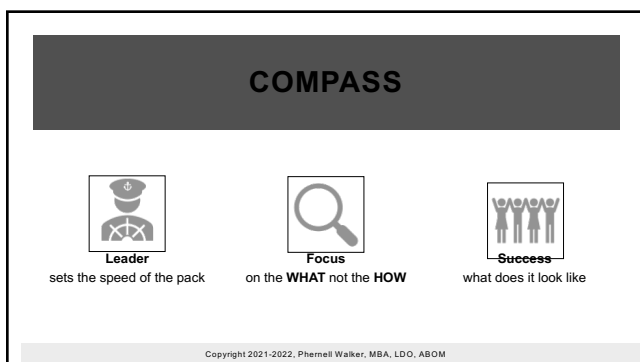 COMPASS
Leader
sets the speed of the pack
Focus
on the WHAT not the HOW
Success
what does it look like
Copyright 2021-2022, Phernell Walker, MBA, LDO, ABOM